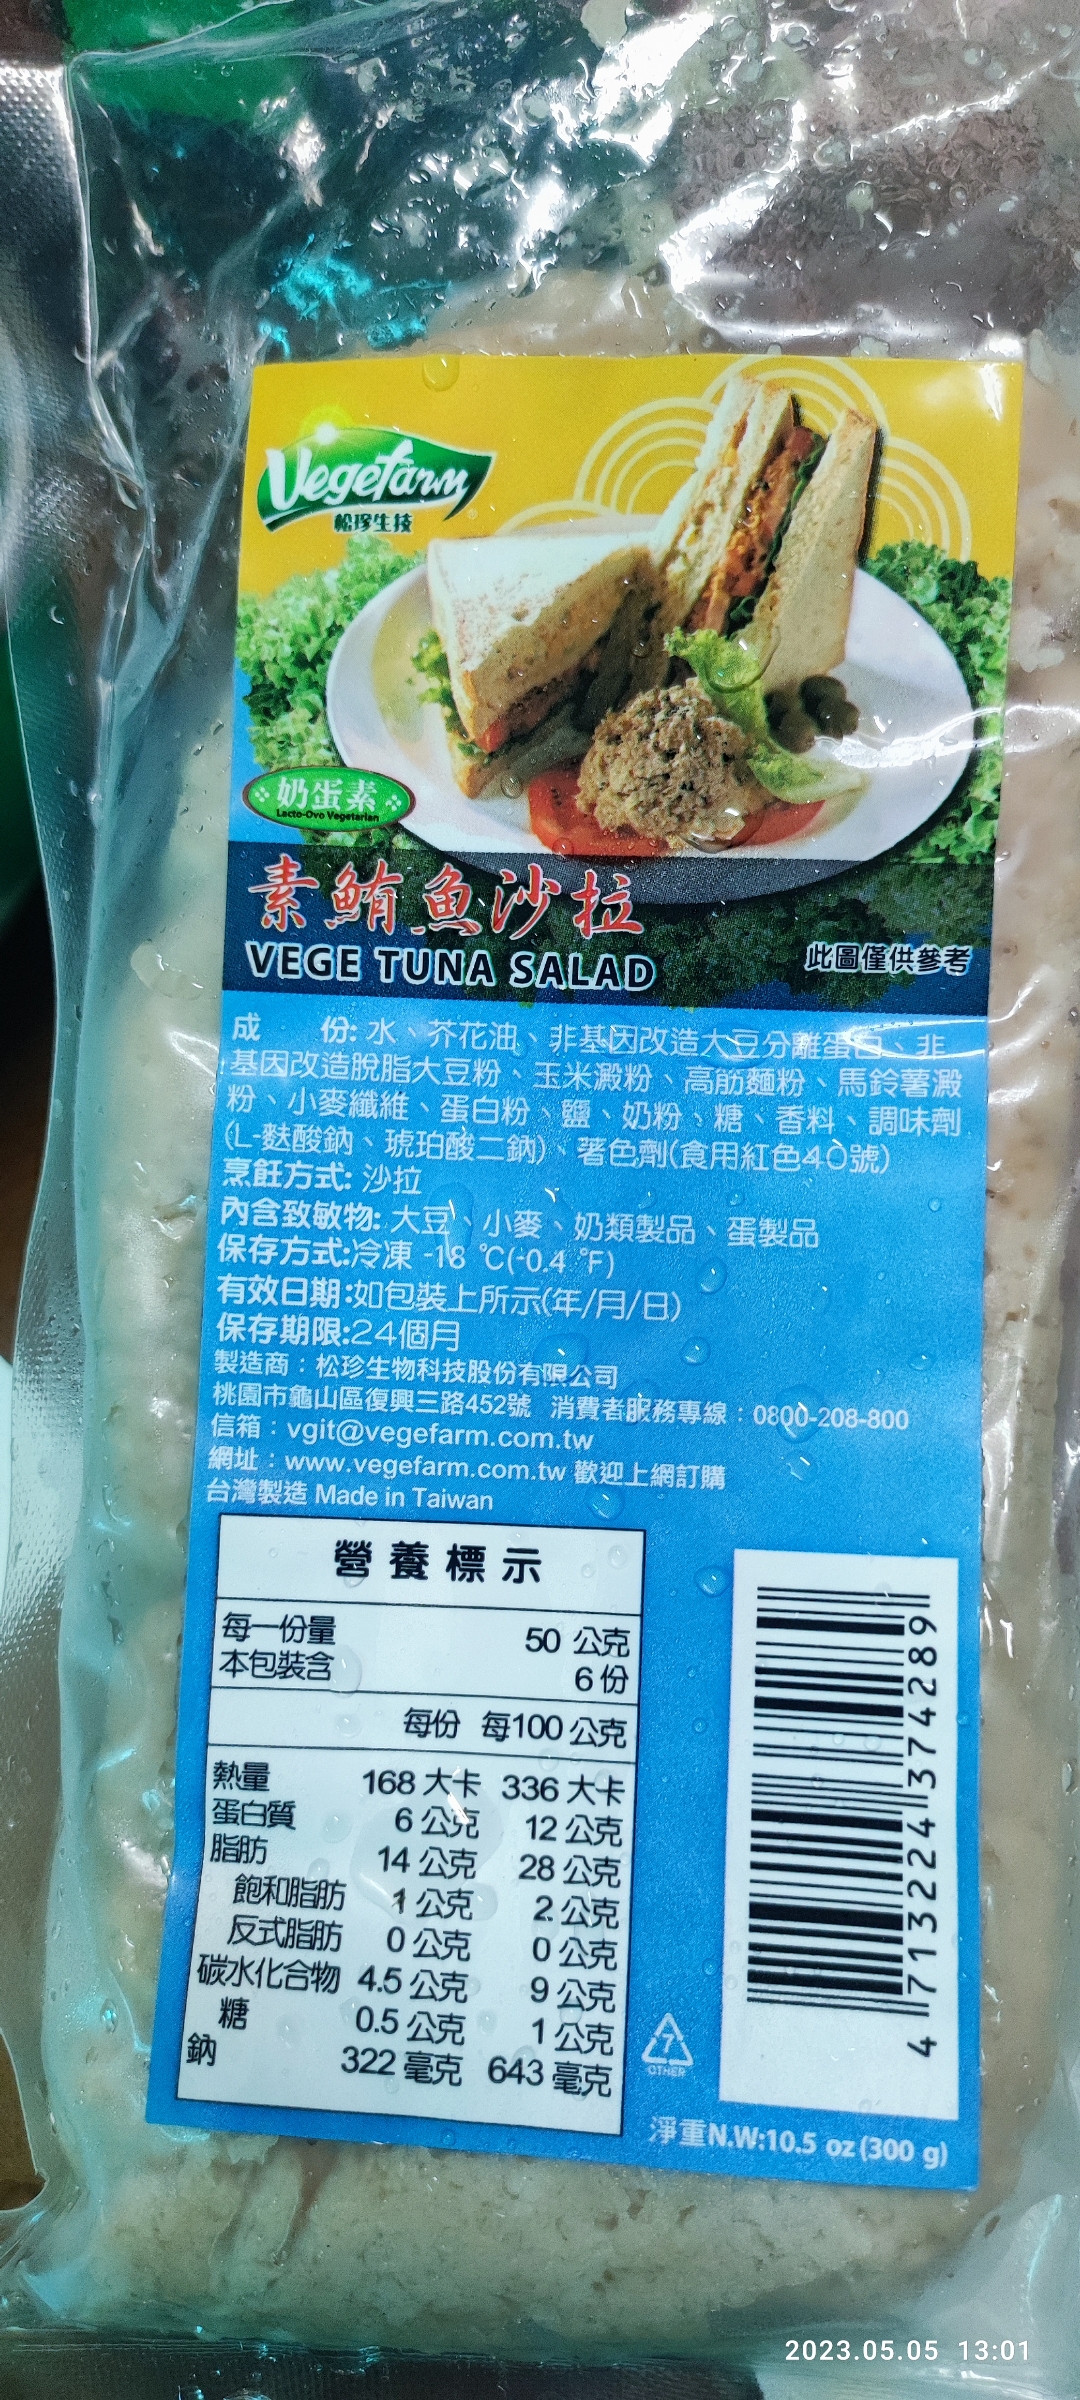 Vegefarm
松珍生技
奶蛋素
Lacto-Ovo Vegetarian
素鮪魚沙拉
VEGE TUNA SALAD
此圖僅供參考
成 份: 水、芥花油、非基因改造大豆分離蛋白、非
基因改造脫脂大豆粉、玉米澱粉、高筋麵粉、馬鈴薯澱
粉、小麥纖維、蛋白粉、鹽、奶粉、糖、香料、調味劑
(L-麩酸鈉、琥珀酸二鈉)、著色劑(食用紅色40號)
烹飪方式: 沙拉
內含致敏物: 大豆、小麥、奶類製品、蛋製品
保存方式:冷凍 -18 ℃(-0.4 ℉)
有效日期:如包裝上所示(年/月/日)
保存期限:24個月
製造商：松珍生物科技股份有限公司
桃園市龜山區復興三路452號 消費者服務專線：0800-208-800
信箱：vgit@vegefarm.com.tw
網址：www.vegefarm.com.tw 歡迎上網訂購
台灣製造 Made in Taiwan
營養標示
每一份量 50 公克
本包裝含 6 份
每份 每100 公克
熱量 168 大卡 336 大卡
蛋白質 6 公克 12 公克
脂肪 14 公克 28 公克
飽和脂肪 1 公克 2 公克
反式脂肪 0 公克 0 公克
碳水化合物 4.5 公克 9 公克
糖 0.5 公克 1 公克
鈉 322 毫克 643 毫克
4 713224 374289
7
OTHER
淨重N.W:10.5 oz (300 g)
2023.05.05 13:01